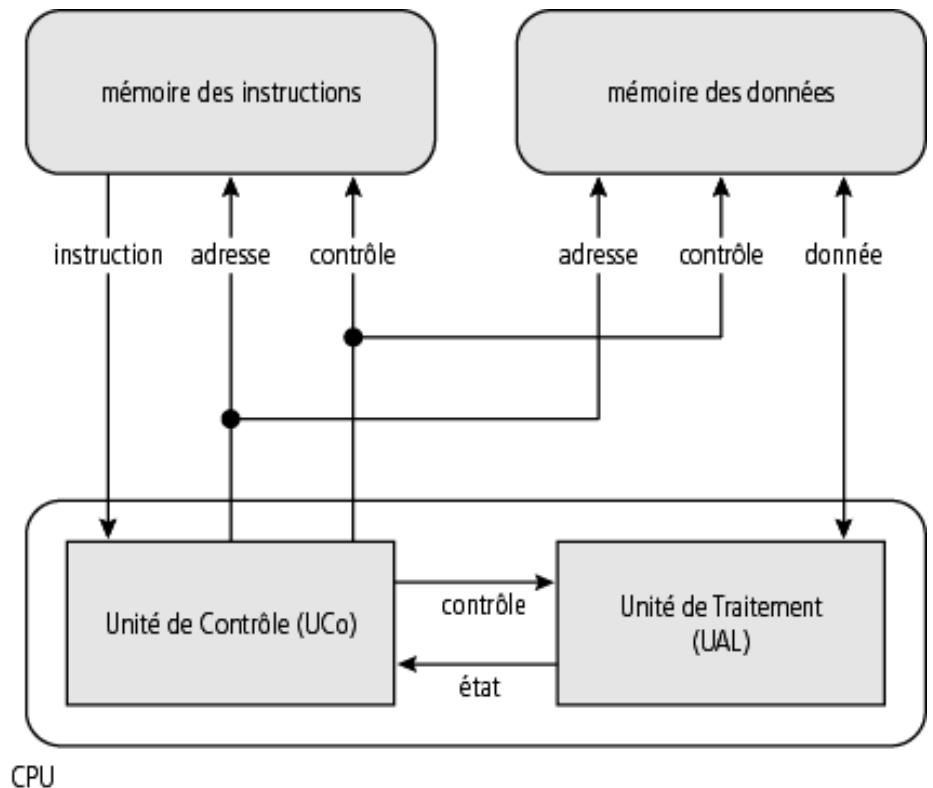 mémoire des instructions
mémoire des données
instruction
adresse
contrôle
adresse
contrôle
donnée
Unité de Contrôle (UCo)
contrôle
état
Unité de Traitement
(UAL)
CPU